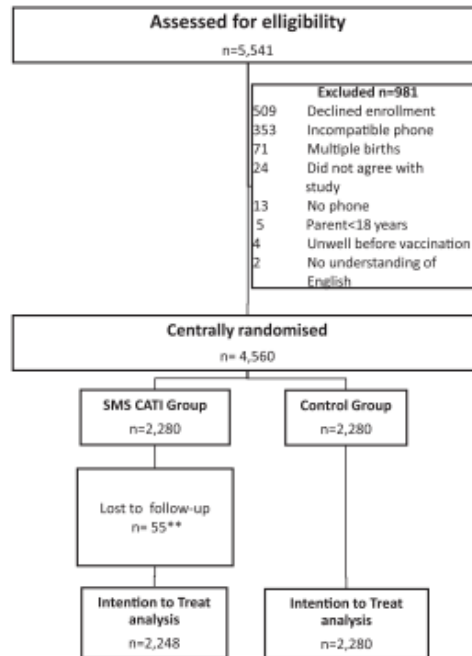 Assessed for elligibility
n=5,541
Excluded n=981
509 Declined enrollment
353 Incompatible phone
71 Multiple births
24 Did not agree with
study
13 No phone
5 Parent<18 years
4 Unwell before vaccination
2 No understanding of
English
Centrally randomised
n= 4,560
SMS CATI Group
n=2,280
Control Group
n=2,280
Lost to follow-up
n= 55**
Intention to Treat
analysis
n=2,248
Intention to Treat
analysis
n=2,280